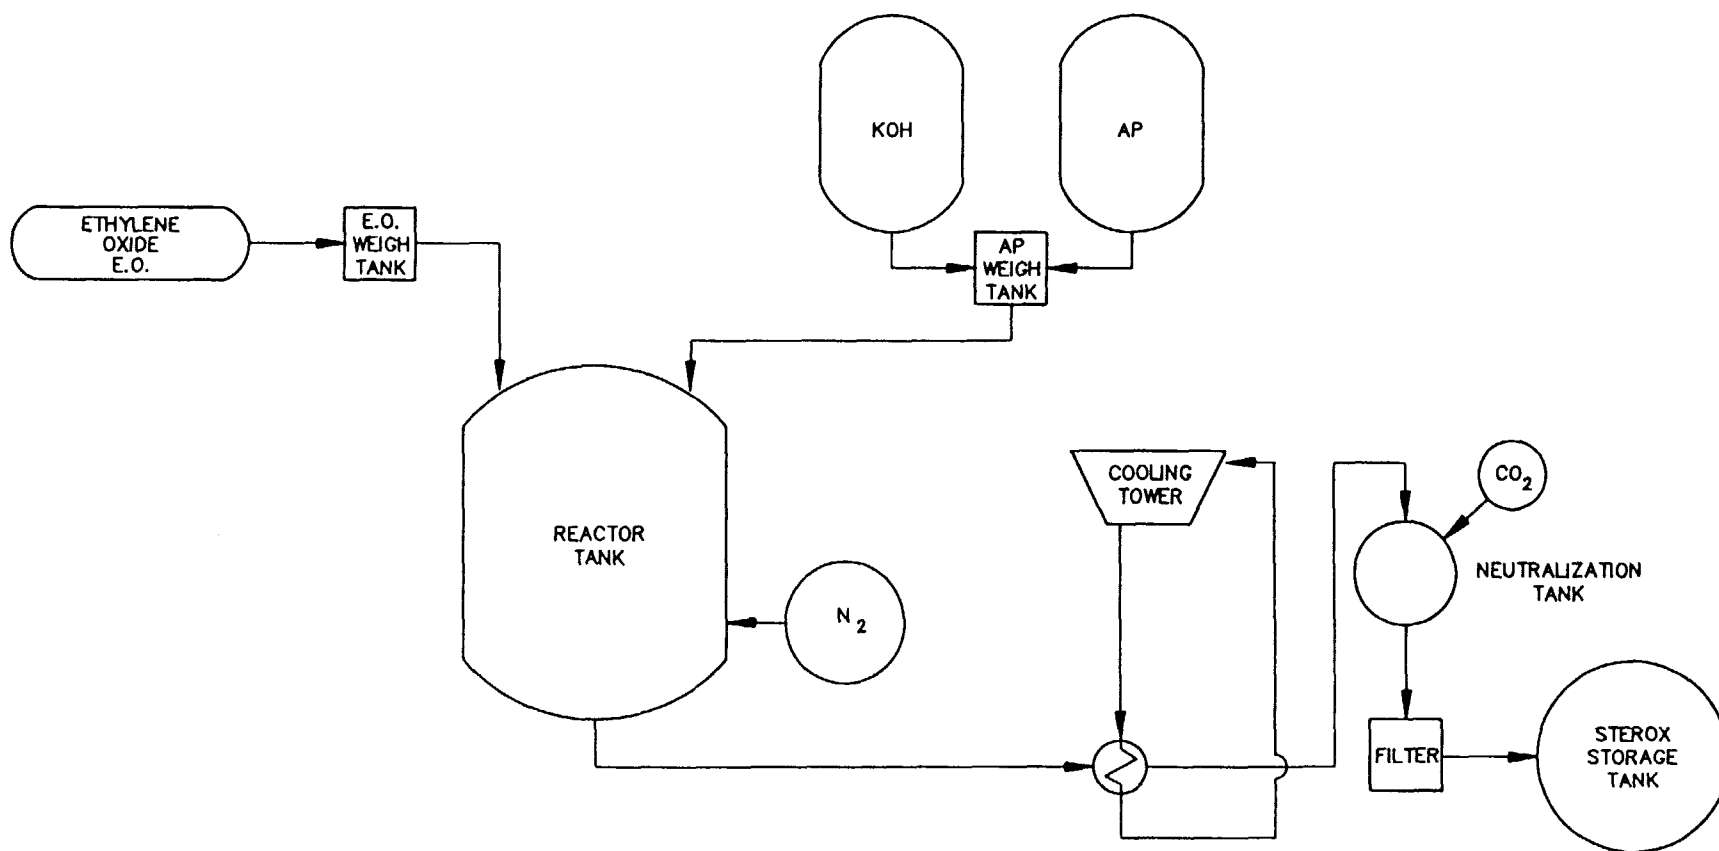 KOH
AP
ETHYLENE
OXIDE
E.O.
E.O.
WEIGH
TANK
AP
WEIGH
TANK
REACTOR
TANK
N2
COOLING
TOWER
CO2
NEUTRALIZATION
TANK
FILTER
STEROX
STORAGE
TANK